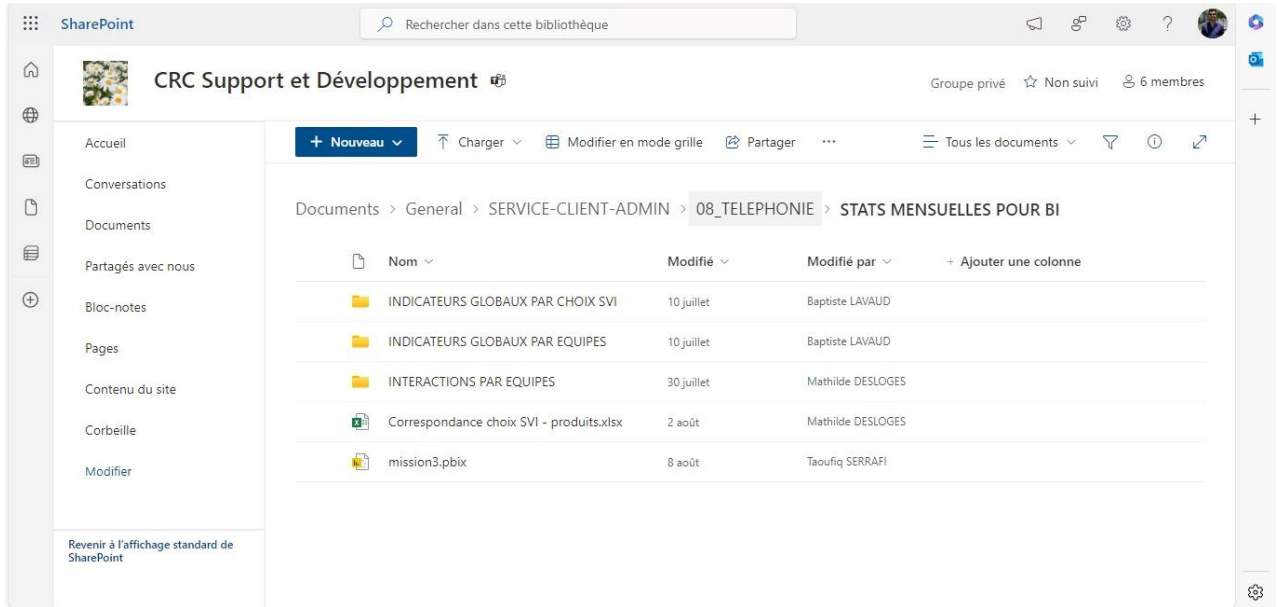 SharePoint
Rechercher dans cette bibliothèque
?
CRC Support et Développement
Groupe privé Non suivi 6 membres
Accueil
Conversations
Documents
Partagés avec nous
Bloc-notes
Pages
Contenu du site
Corbeille
Modifier
Revenir à l'affichage standard de
SharePoint
+ Nouveau Charger Modifier en mode grille Partager ... Tous les documents
Documents > General > SERVICE-CLIENT-ADMIN > 08_TELEPHONIE > STATS MENSUELLES POUR BI
Nom Modifié Modifié par + Ajouter une colonne
INDICATEURS GLOBAUX PAR CHOIX SVI 10 juillet Baptiste LAVAUD
INDICATEURS GLOBAUX PAR EQUIPES 10 juillet Baptiste LAVAUD
INTERACTIONS PAR EQUIPES 30 juillet Mathilde DESLOGES
Correspondance choix SVI - produits.xlsx 2 août Mathilde DESLOGES
mission3.pbix 8 août Taoufiq SERRAFI